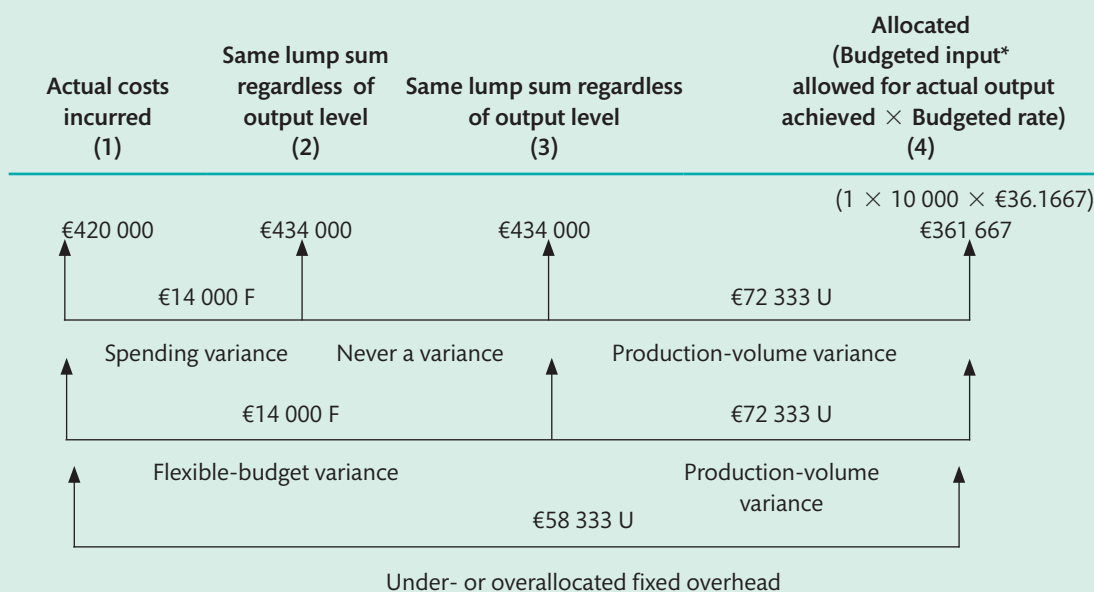 Actual costs
incurred
(1)
Same lump sum
regardless of
output level
(2)
Same lump sum regardless
of output level
(3)
Allocated
(Budgeted input*
allowed for actual output
achieved × Budgeted rate)
(4)
(1 × 10 000 × €36.1667)
€420 000 €434 000 €434 000 €361 667
€14 000 F €72 333 U
Spending variance Never a variance Production-volume variance
€14 000 F €72 333 U
Flexible-budget variance Production-volume
variance
€58 333 U
Under- or overallocated fixed overhead